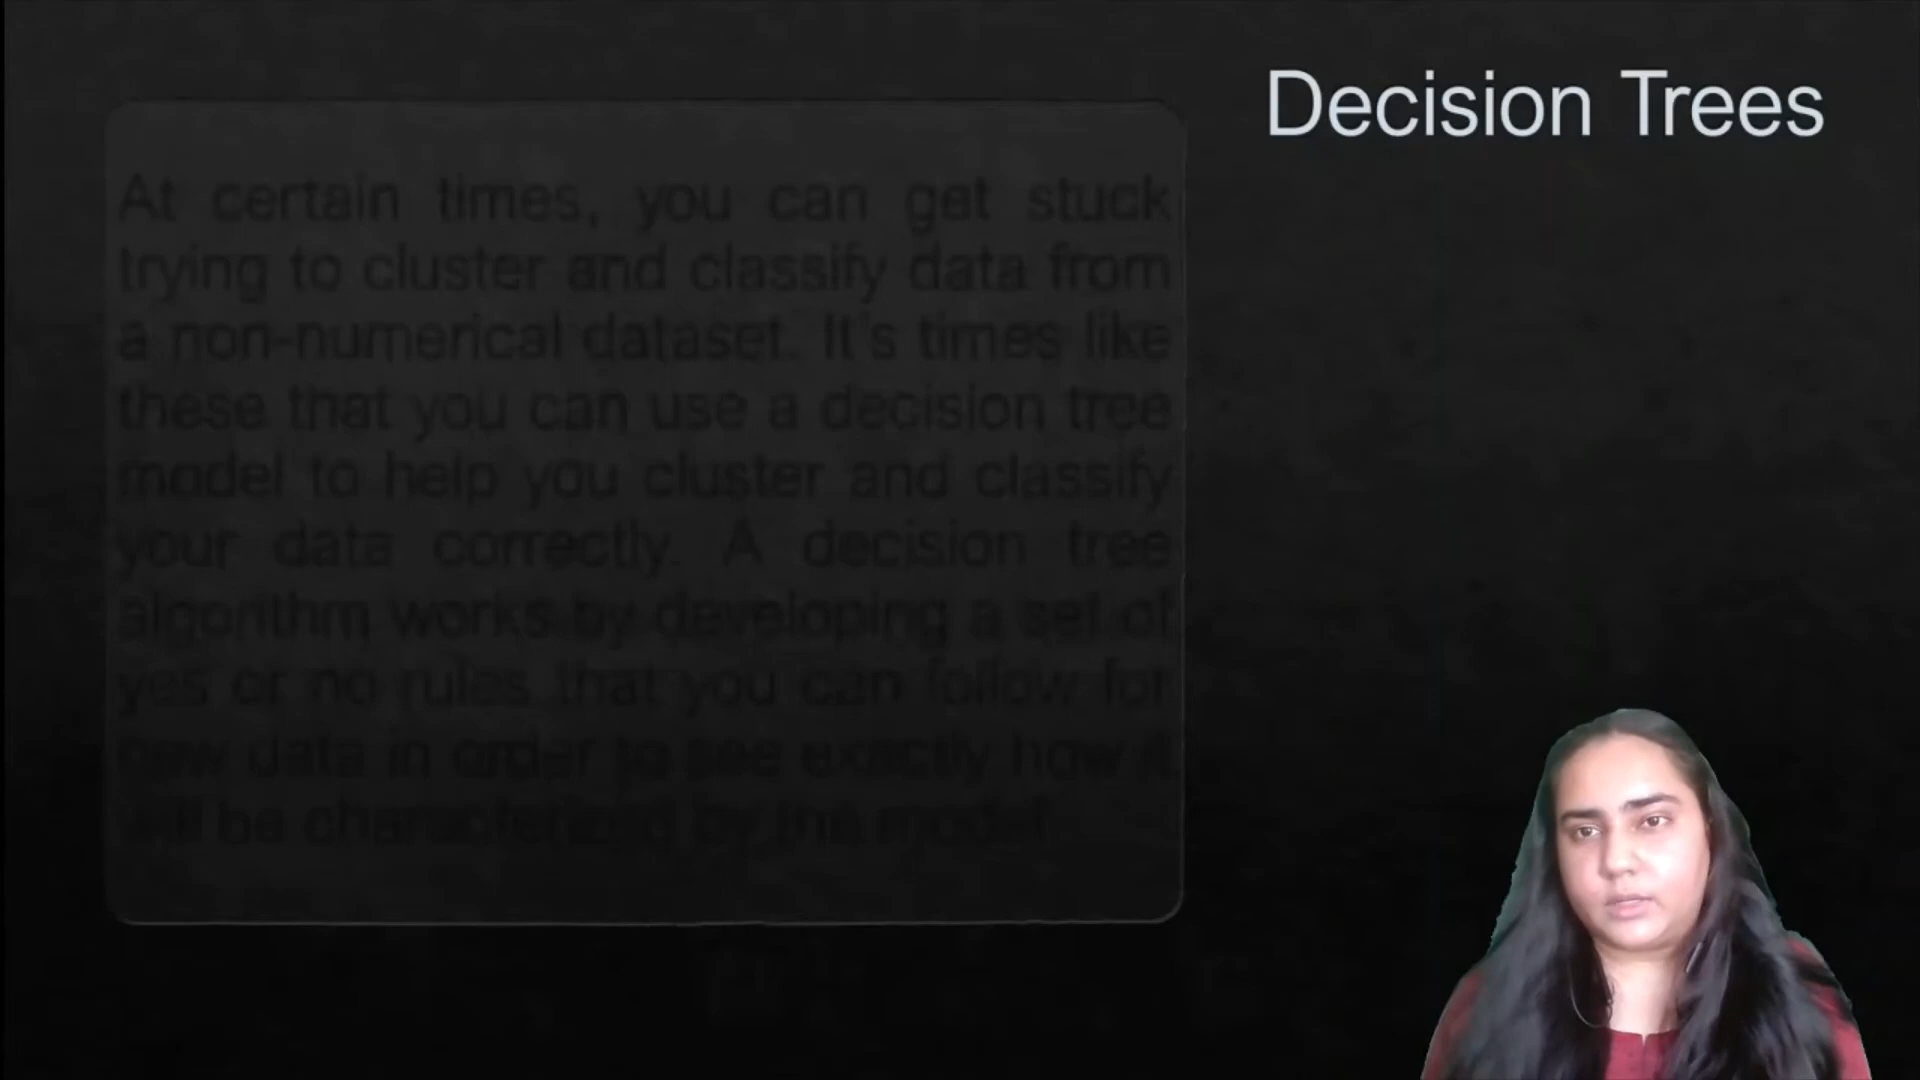 Decision Trees
At certain times, you can get stuck
trying to cluster and classify data from
a non-numerical dataset. It's times like
these that you can use a decision tree
model to help you cluster and classify
your data correctly. A decision tree
algorithm works by developing a set of
yes or no rules that you can follow for
new data in order to see exactly how it
will be characterized by the model.